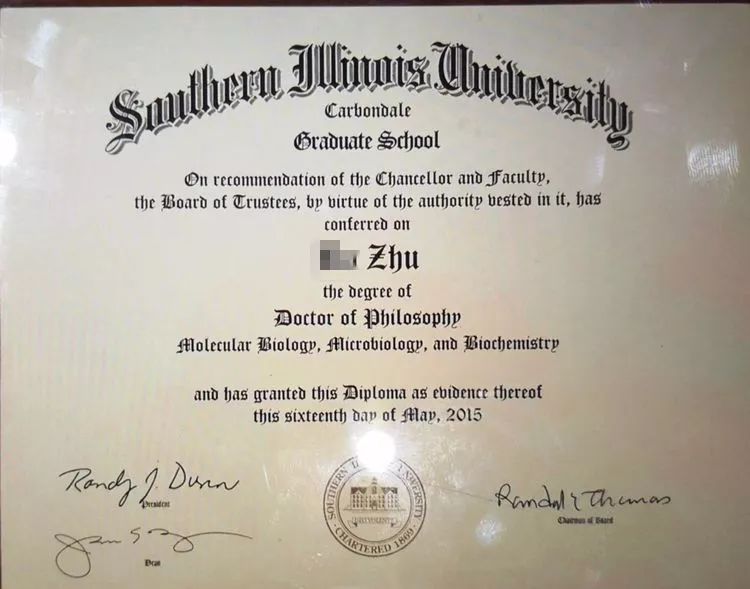 Southern Illinois University
Carbondale
Graduate School
On recommendation of the Chancellor and Faculty,
the Board of Trustees, by virtue of the authority vested in it, has
conferred on
Zhu
the degree of
Doctor of Philosophy
Molecular Biology, Microbiology, and Biochemistry
and has granted this Diploma as evidence thereof
this sixteenth day of May, 2015
Randy J. Dunn
President
Randal Thomas
Chairman of Board
Dean
SOUTHERN UNIVERSITY
CHARTERED 1869